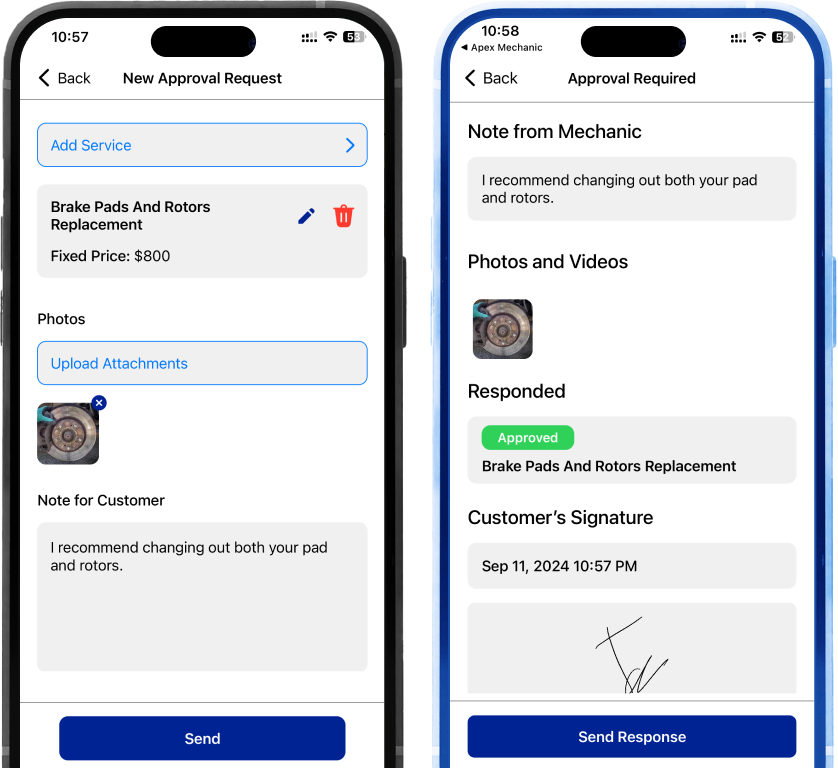 10:57
53
Back
New Approval Request
Add Service
Brake Pads And Rotors
Replacement
Fixed Price: $800
Photos
Upload Attachments
Note for Customer
I recommend changing out both your pad
and rotors.
Send
10:58
52
Apex Mechanic
Back
Approval Required
Note from Mechanic
I recommend changing out both your pad
and rotors.
Photos and Videos
Responded
Approved
Brake Pads And Rotors Replacement
Customer’s Signature
Sep 11, 2024 10:57 PM
Send Response